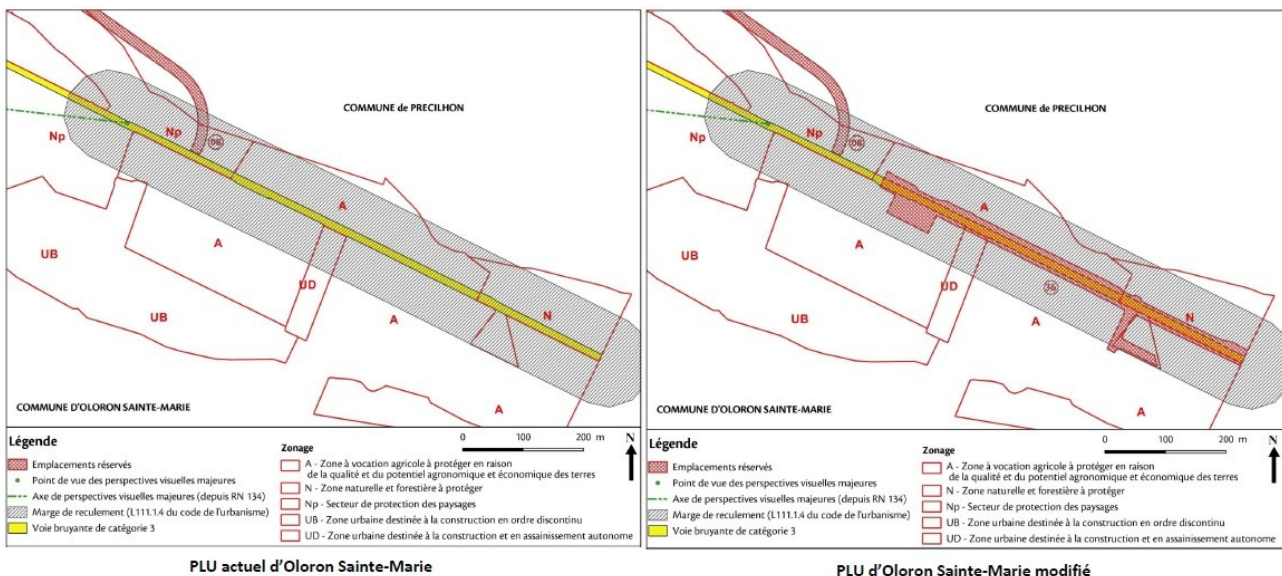 COMMUNE de PRECILHON
Np
Np
08
A
UB
A
UD
UB
A
N
A
COMMUNE D'OLORON SAINTE-MARIE
Légende
Emplacements réservés
Point de vue des perspectives visuelles majeures
Axe de perspectives visuelles majeures (depuis RN 134)
Marge de reculement (L111.1.4 du code de l'urbanisme)
Voie bruyante de catégorie 3
0 100 200 m
N
Zonage
A - Zone à vocation agricole à protéger en raison
de la qualité et du potentiel agronomique et économique des terres
N - Zone naturelle et forestière à protéger
Np - Secteur de protection des paysages
UB - Zone urbaine destinée à la construction en ordre discontinu
UD - Zone urbaine destinée à la construction et en assainissement autonome
PLU actuel d'Oloron Sainte-Marie
COMMUNE de PRECILHON
Np
Np
08
A
UB
A
UD
36
UB
A
N
A
COMMUNE D'OLORON SAINTE-MARIE
Légende
Emplacements réservés
Point de vue des perspectives visuelles majeures
Axe de perspectives visuelles majeures (depuis RN 134)
Marge de reculement (L111.1.4 du code de l'urbanisme)
Voie bruyante de catégorie 3
0 100 200 m
N
Zonage
A - Zone à vocation agricole à protéger en raison
de la qualité et du potentiel agronomique et économique des terres
N - Zone naturelle et forestière à protéger
Np - Secteur de protection des paysages
UB - Zone urbaine destinée à la construction en ordre discontinu
UD - Zone urbaine destinée à la construction et en assainissement autonome
PLU d'Oloron Sainte-Marie modifié